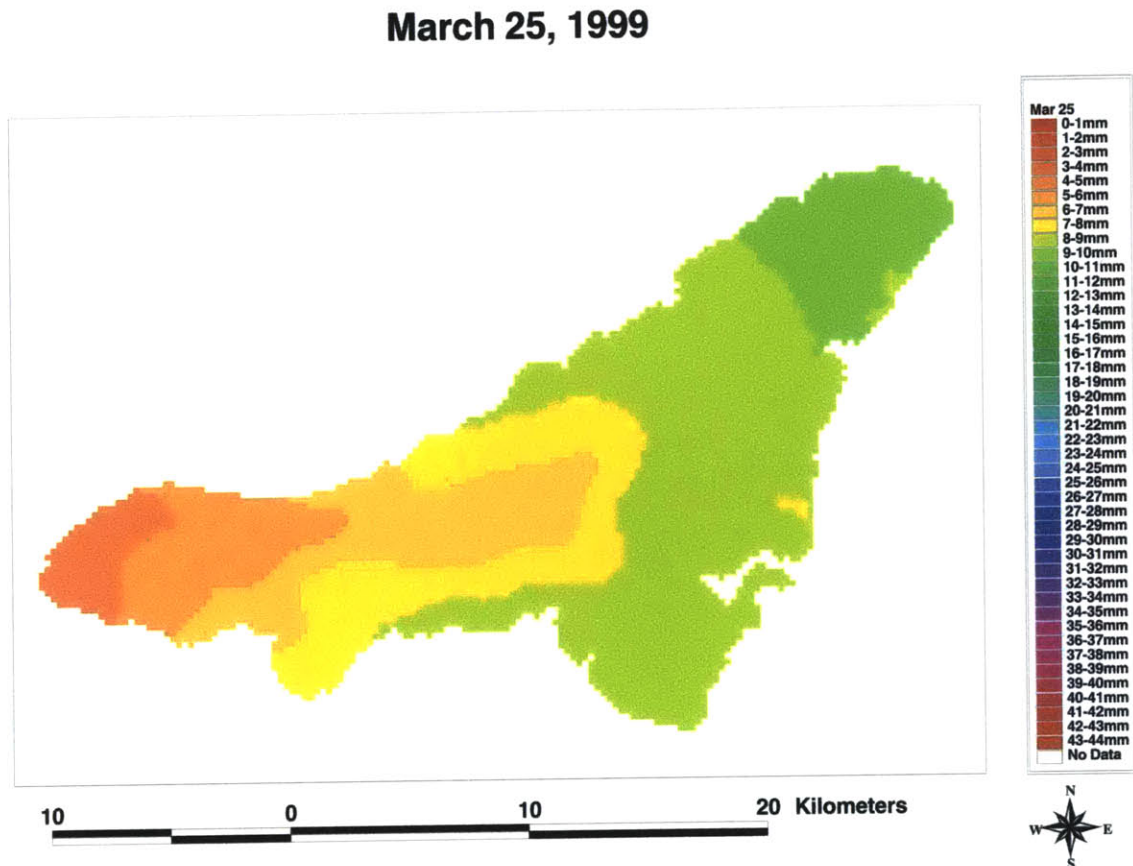 March 25, 1999
Mar 25
0-1mm
1-2mm
2-3mm
3-4mm
4-5mm
5-6mm
6-7mm
7-8mm
8-9mm
9-10mm
10-11mm
11-12mm
12-13mm
13-14mm
14-15mm
15-16mm
16-17mm
17-18mm
18-19mm
19-20mm
20-21mm
21-22mm
22-23mm
23-24mm
24-25mm
25-26mm
26-27mm
27-28mm
28-29mm
29-30mm
30-31mm
31-32mm
32-33mm
33-34mm
34-35mm
35-36mm
36-37mm
37-38mm
38-39mm
39-40mm
40-41mm
41-42mm
42-43mm
43-44mm
No Data
10 0 10 20 Kilometers
N
W E
S